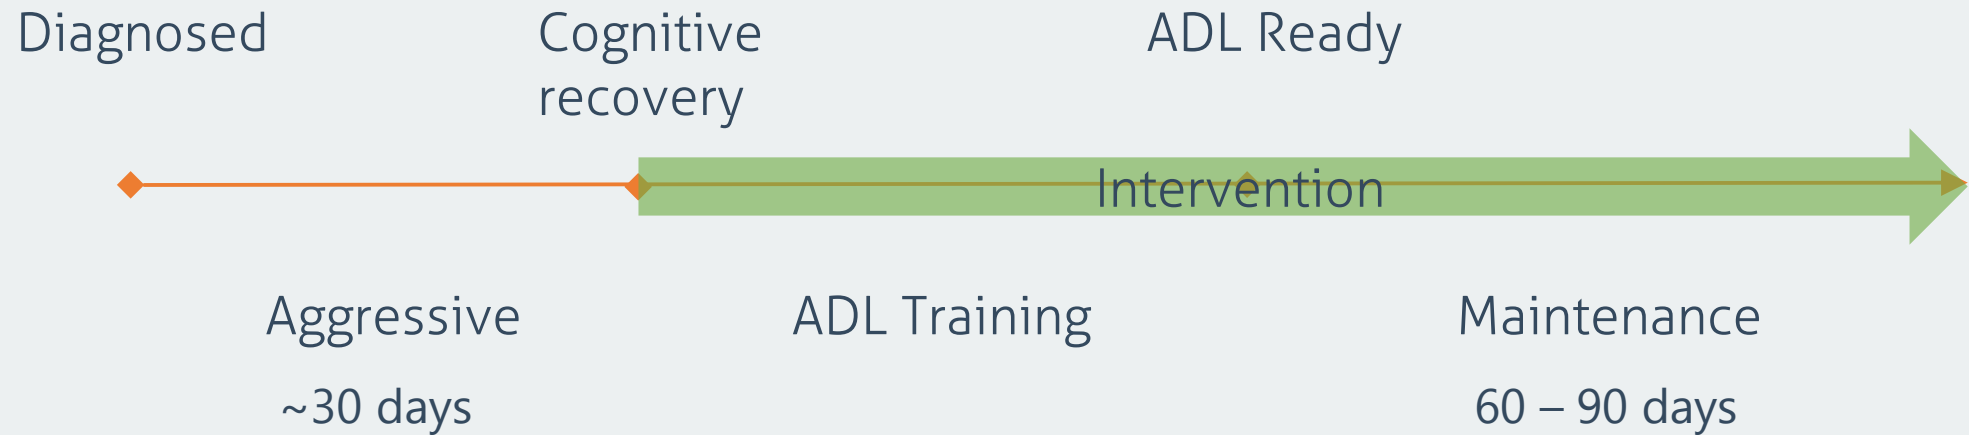 Diagnosed
Cognitive
recovery
ADL Ready
Intervention
Aggressive
ADL Training
Maintenance
~30 days
60 – 90 days